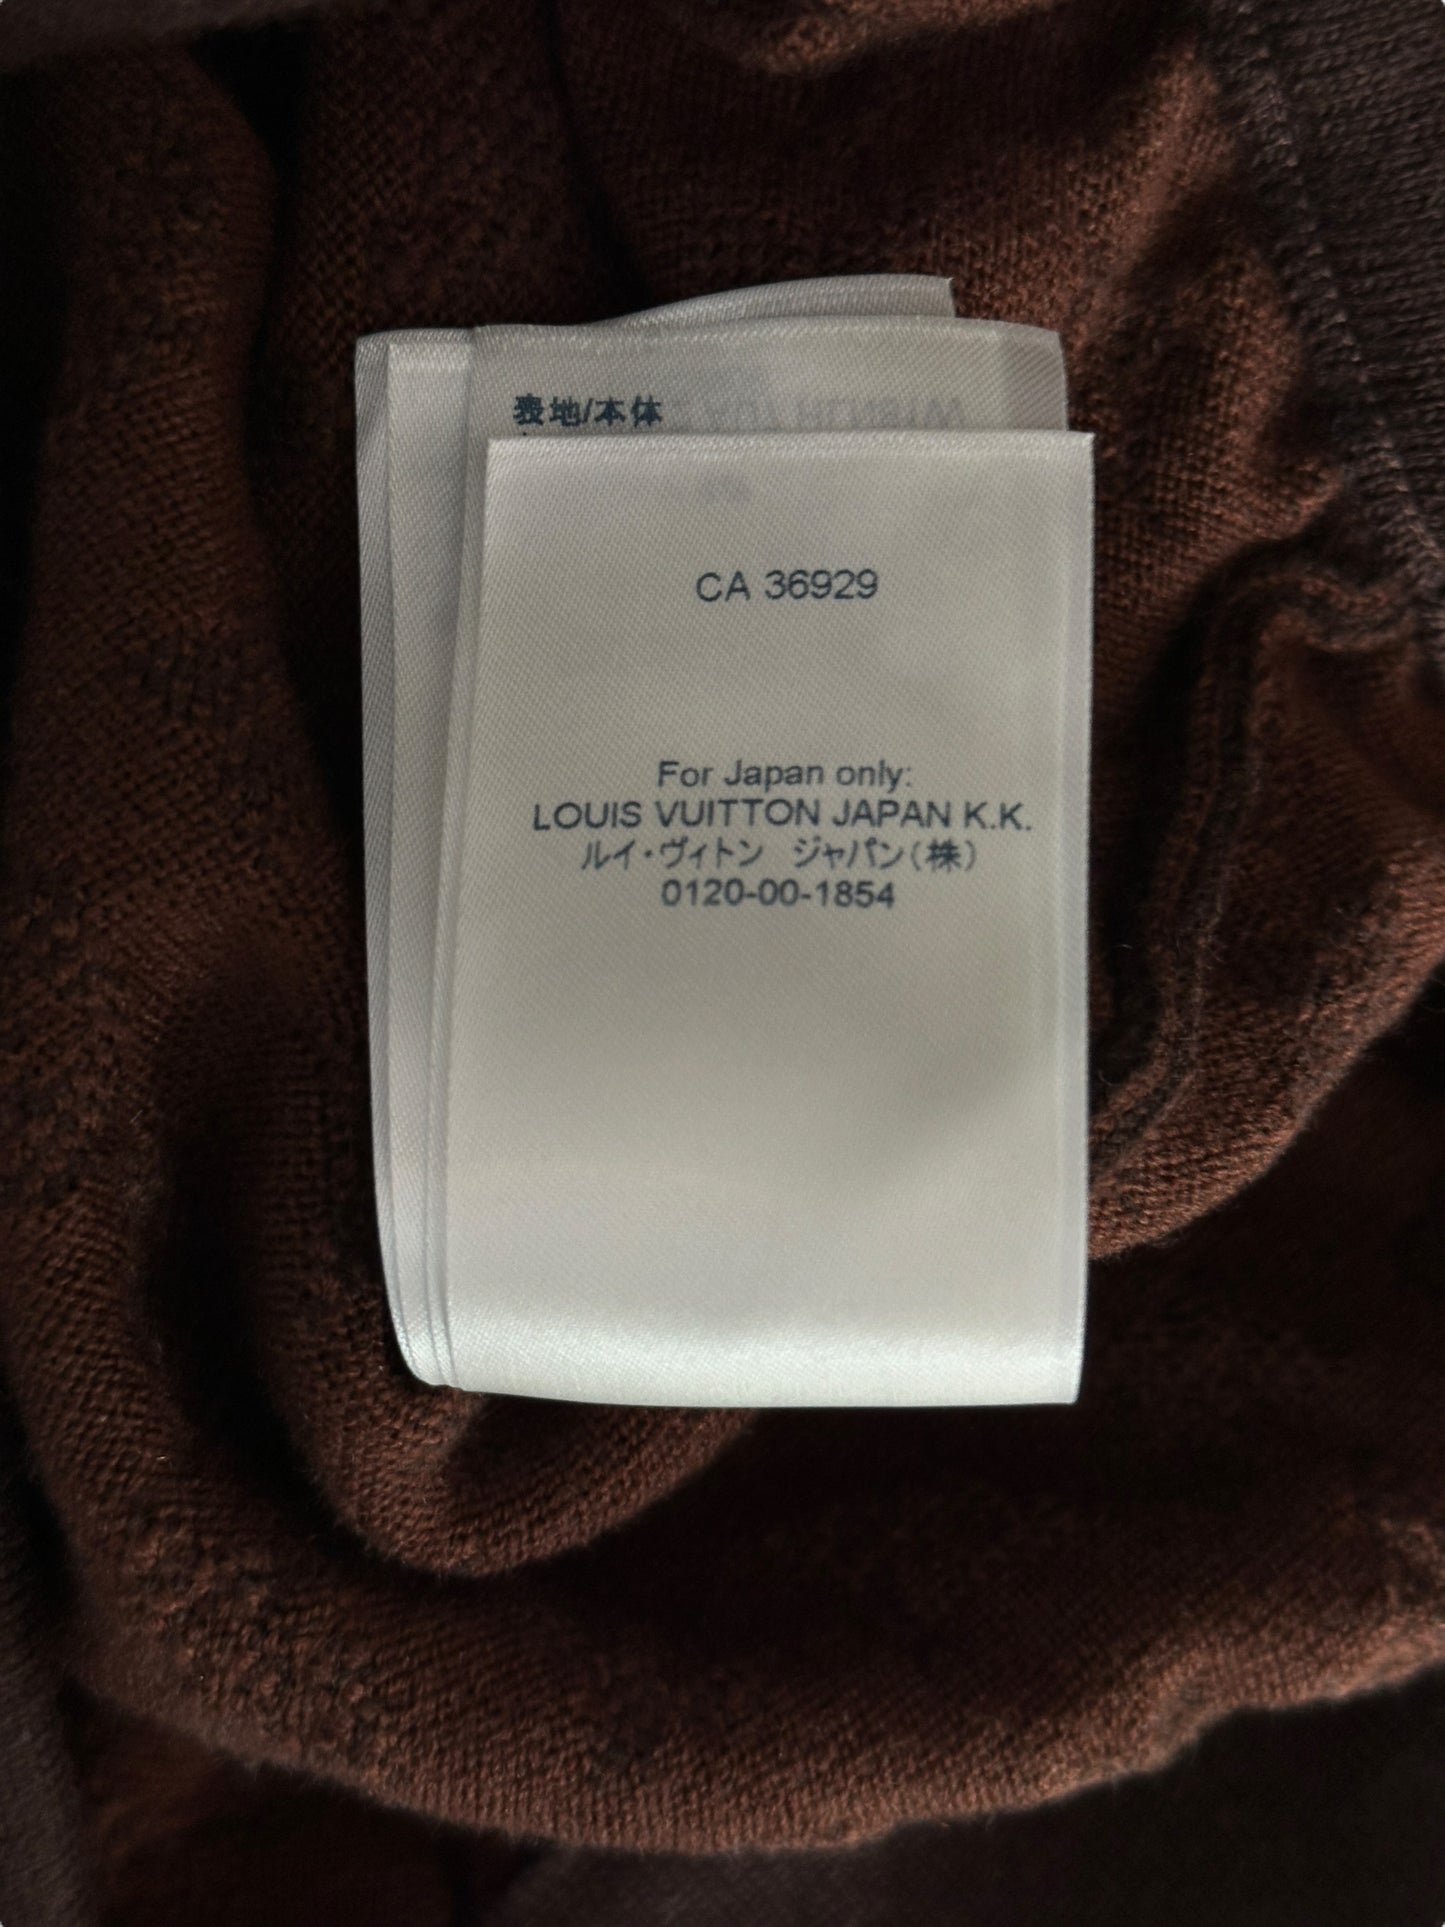 表地/本体
CA 36929
For Japan only:
LOUIS VUITTON JAPAN K.K.
ルイ・ヴィトン ジャパン(株)
0120-00-1854